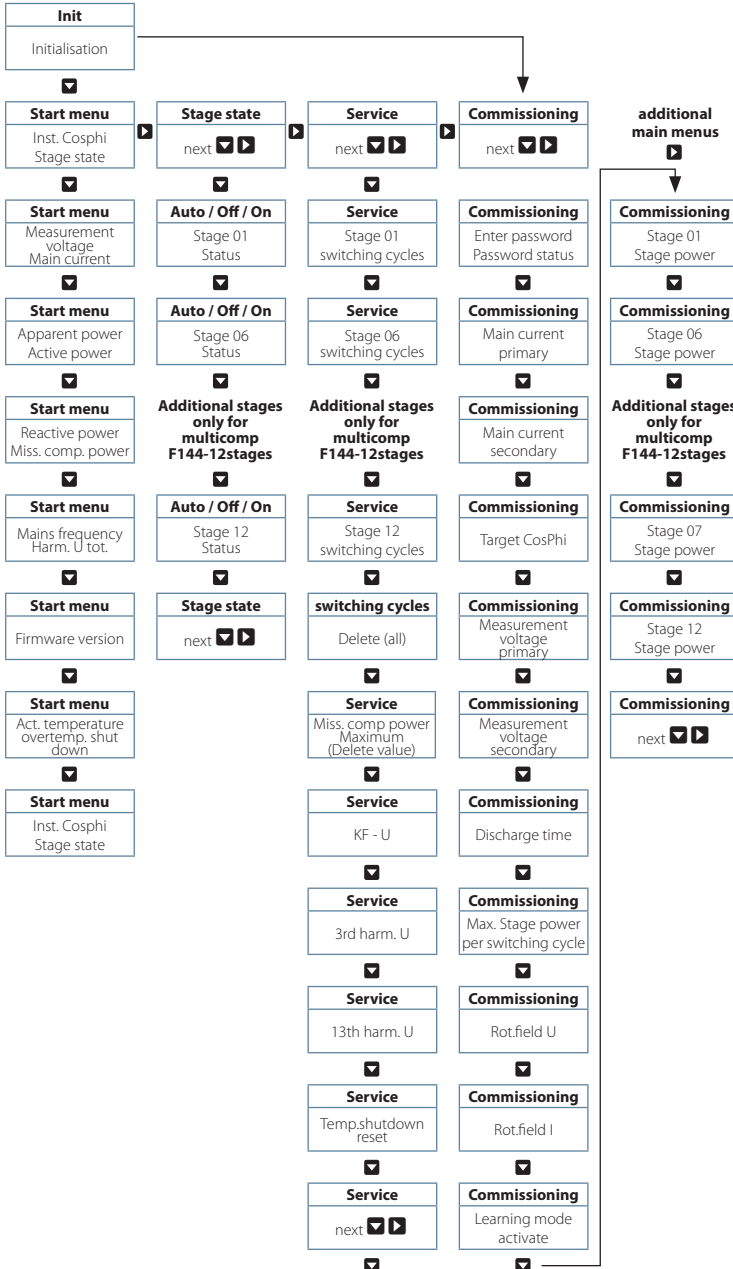 Init
Initialisation
Start menu
Inst. Cosphi
Stage state
Start menu
Measurement
voltage
Main current
Start menu
Apparent power
Active power
Start menu
Reactive power
Miss. comp. power
Start menu
Mains frequency
Harm. U tot.
Start menu
Firmware version
Start menu
Act. temperature
overtemp. shut
down
Start menu
Inst. Cosphi
Stage state
Stage state
next
Auto / Off / On
Stage 01
Status
Auto / Off / On
Stage 06
Status
Additional stages
only for
multicomp
F144-12stages
Auto / Off / On
Stage 12
Status
Stage state
next
Service
next
Service
Stage 01
switching cycles
Service
Stage 06
switching cycles
Additional stages
only for
multicomp
F144-12stages
Service
Stage 12
switching cycles
switching cycles
Delete (all)
Service
Miss. comp power
Maximum
(Delete value)
Service
KF - U
Service
3rd harm. U
Service
13th harm. U
Service
Temp.shutdown
reset
Service
next
Commissioning
next
Commissioning
Enter password
Password status
Commissioning
Main current
primary
Commissioning
Main current
secondary
Commissioning
Target CosPhi
Commissioning
Measurement
voltage
primary
Commissioning
Measurement
voltage
secondary
Commissioning
Discharge time
Commissioning
Max. Stage power
per switching cycle
Commissioning
Rot.field U
Commissioning
Rot.field I
Commissioning
Learning mode
activate
additional
main menus
Commissioning
Stage 01
Stage power
Commissioning
Stage 06
Stage power
Additional stages
only for
multicomp
F144-12stages
Commissioning
Stage 07
Stage power
Commissioning
Stage 12
Stage power
Commissioning
next